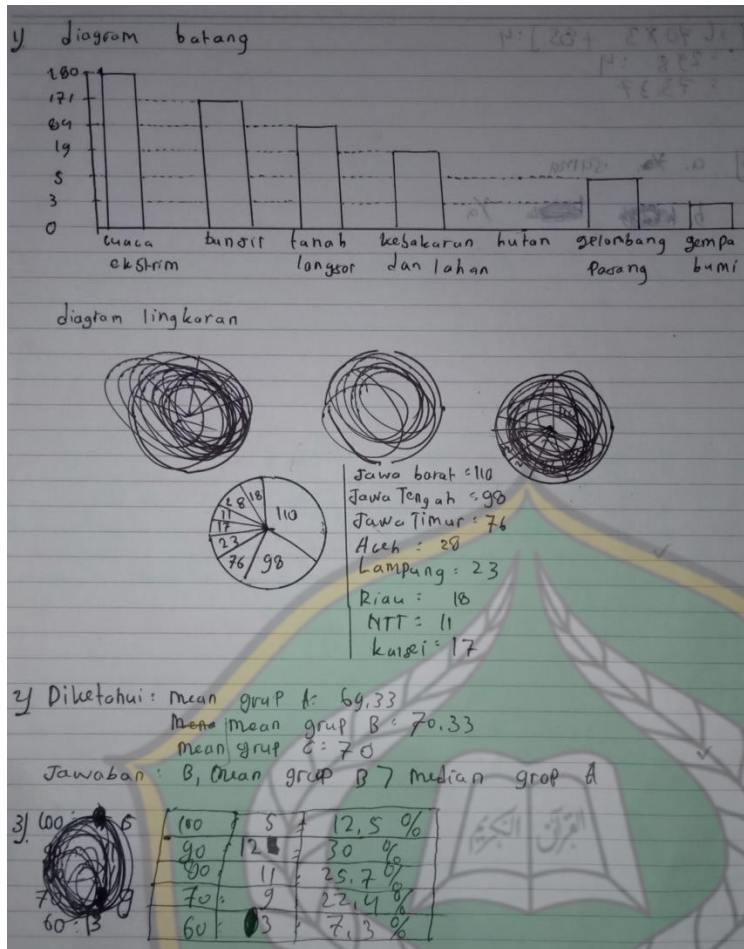 1) diagram batang
180
171
84
19
5
3
0
cuaca ekstrim
banjir
tanah longsor
kebakaran hutan dan lahan
gelombang pasang
gempa bumi
diagram lingkaran
110
98
76
23
17
11
28
18
Jawa barat = 110
Jawa Tengah = 98
Jawa Timur = 76
Aceh = 28
Lampung = 23
Riau = 18
NTT = 11
kalsel = 17
2) Diketahui : mean grup A: 69,33
mean grup B = 70.33
mean grup C = 70
Jawaban : B, mean grup B > median grop A
3) 100 : 5
60 : 3
100 : 5 = 12,5 %
90 : 12 = 30 %
80 : 11 = 25,7 %
70 : 9 = 22,4 %
60 : 3 = 7,3 %
القرآن الكريم